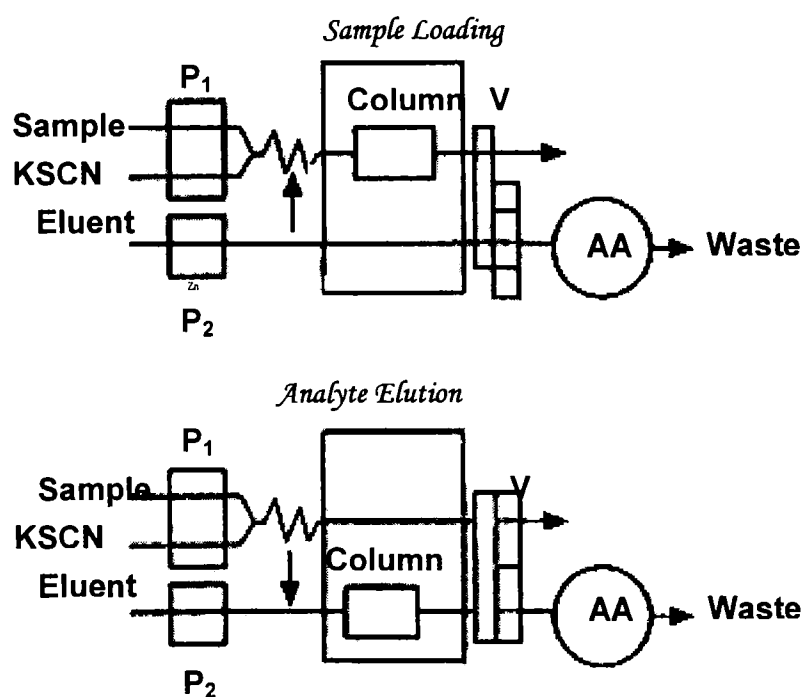 Sample Loading
P1
Column V
Sample
KSCN
Eluent
AA Waste
Zn
P2
Analyte Elution
P1
V
Sample
KSCN
Column
Eluent
AA Waste
P2